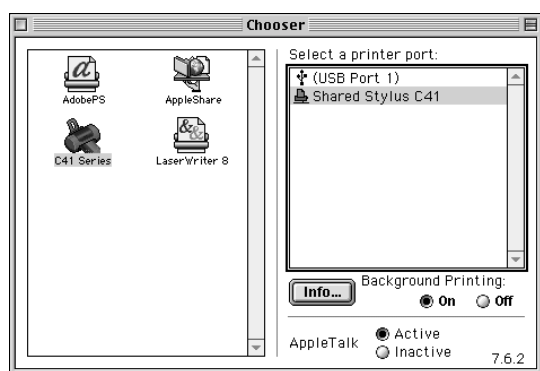 Chooser
AdobePS
AppleShare
C41 Series
LaserWriter 8
Select a printer port:
(USB Port 1)
Shared Stylus C41
Info...
Background Printing:
On
Off
AppleTalk
Active
Inactive
7.6.2